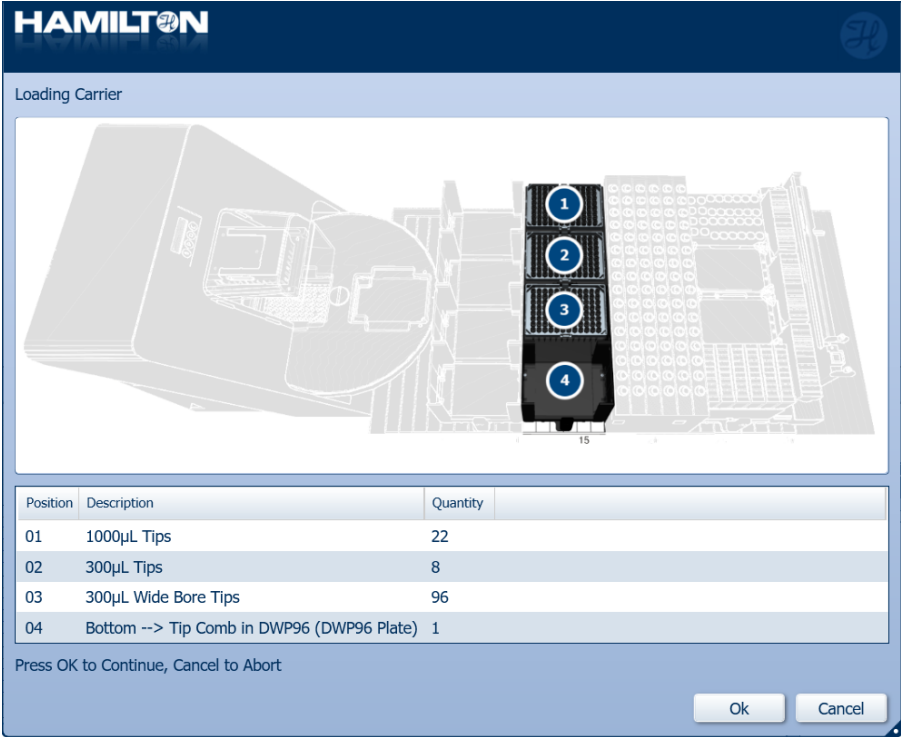 HAMILTON
Loading Carrier
1
2
3
4
15
Position Description Quantity
01 1000µL Tips 22
02 300µL Tips 8
03 300µL Wide Bore Tips 96
04 Bottom --> Tip Comb in DWP96 (DWP96 Plate) 1
Press OK to Continue, Cancel to Abort
Ok Cancel